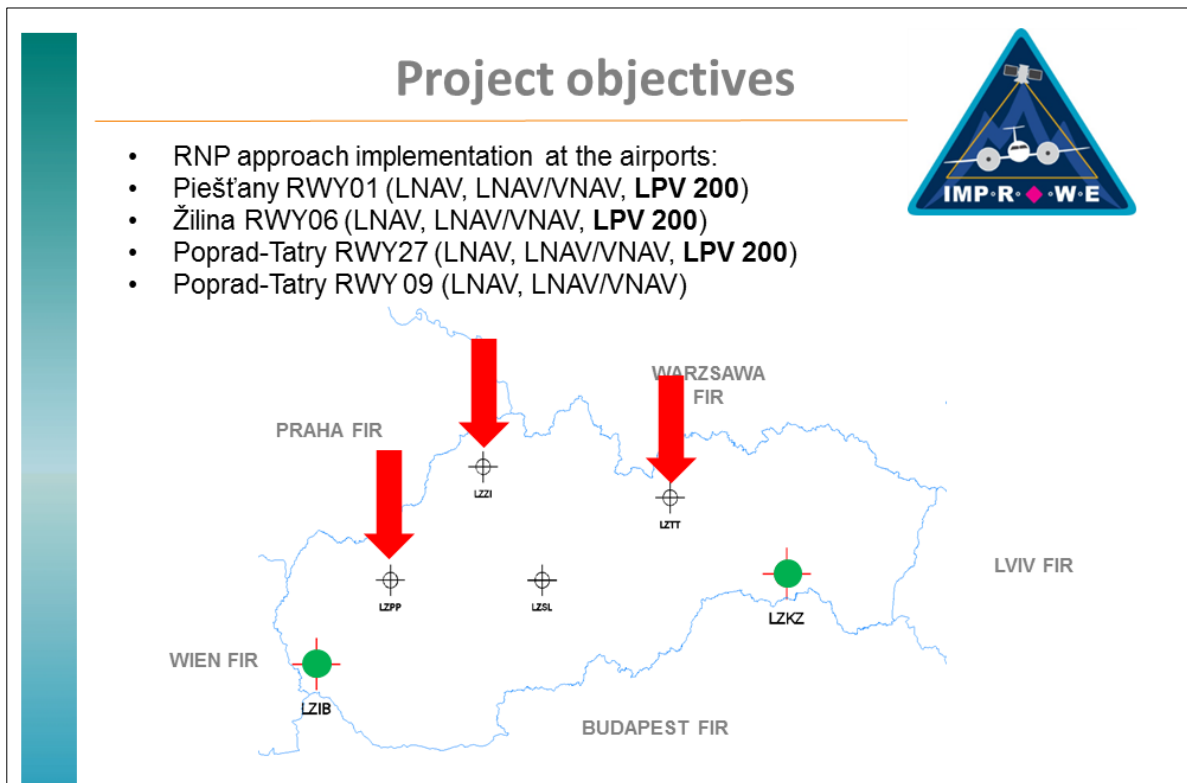 Project objectives
IMP·R·◆·W·E
• RNP approach implementation at the airports:
• Piešťany RWY01 (LNAV, LNAV/VNAV, LPV 200)
• Žilina RWY06 (LNAV, LNAV/VNAV, LPV 200)
• Poprad-Tatry RWY27 (LNAV, LNAV/VNAV, LPV 200)
• Poprad-Tatry RWY 09 (LNAV, LNAV/VNAV)
WARZSAWA
FIR
PRAHA FIR
LZZI
LZTT
LVIV FIR
LZPP
LZSL
LZKZ
WIEN FIR
LZIB
BUDAPEST FIR